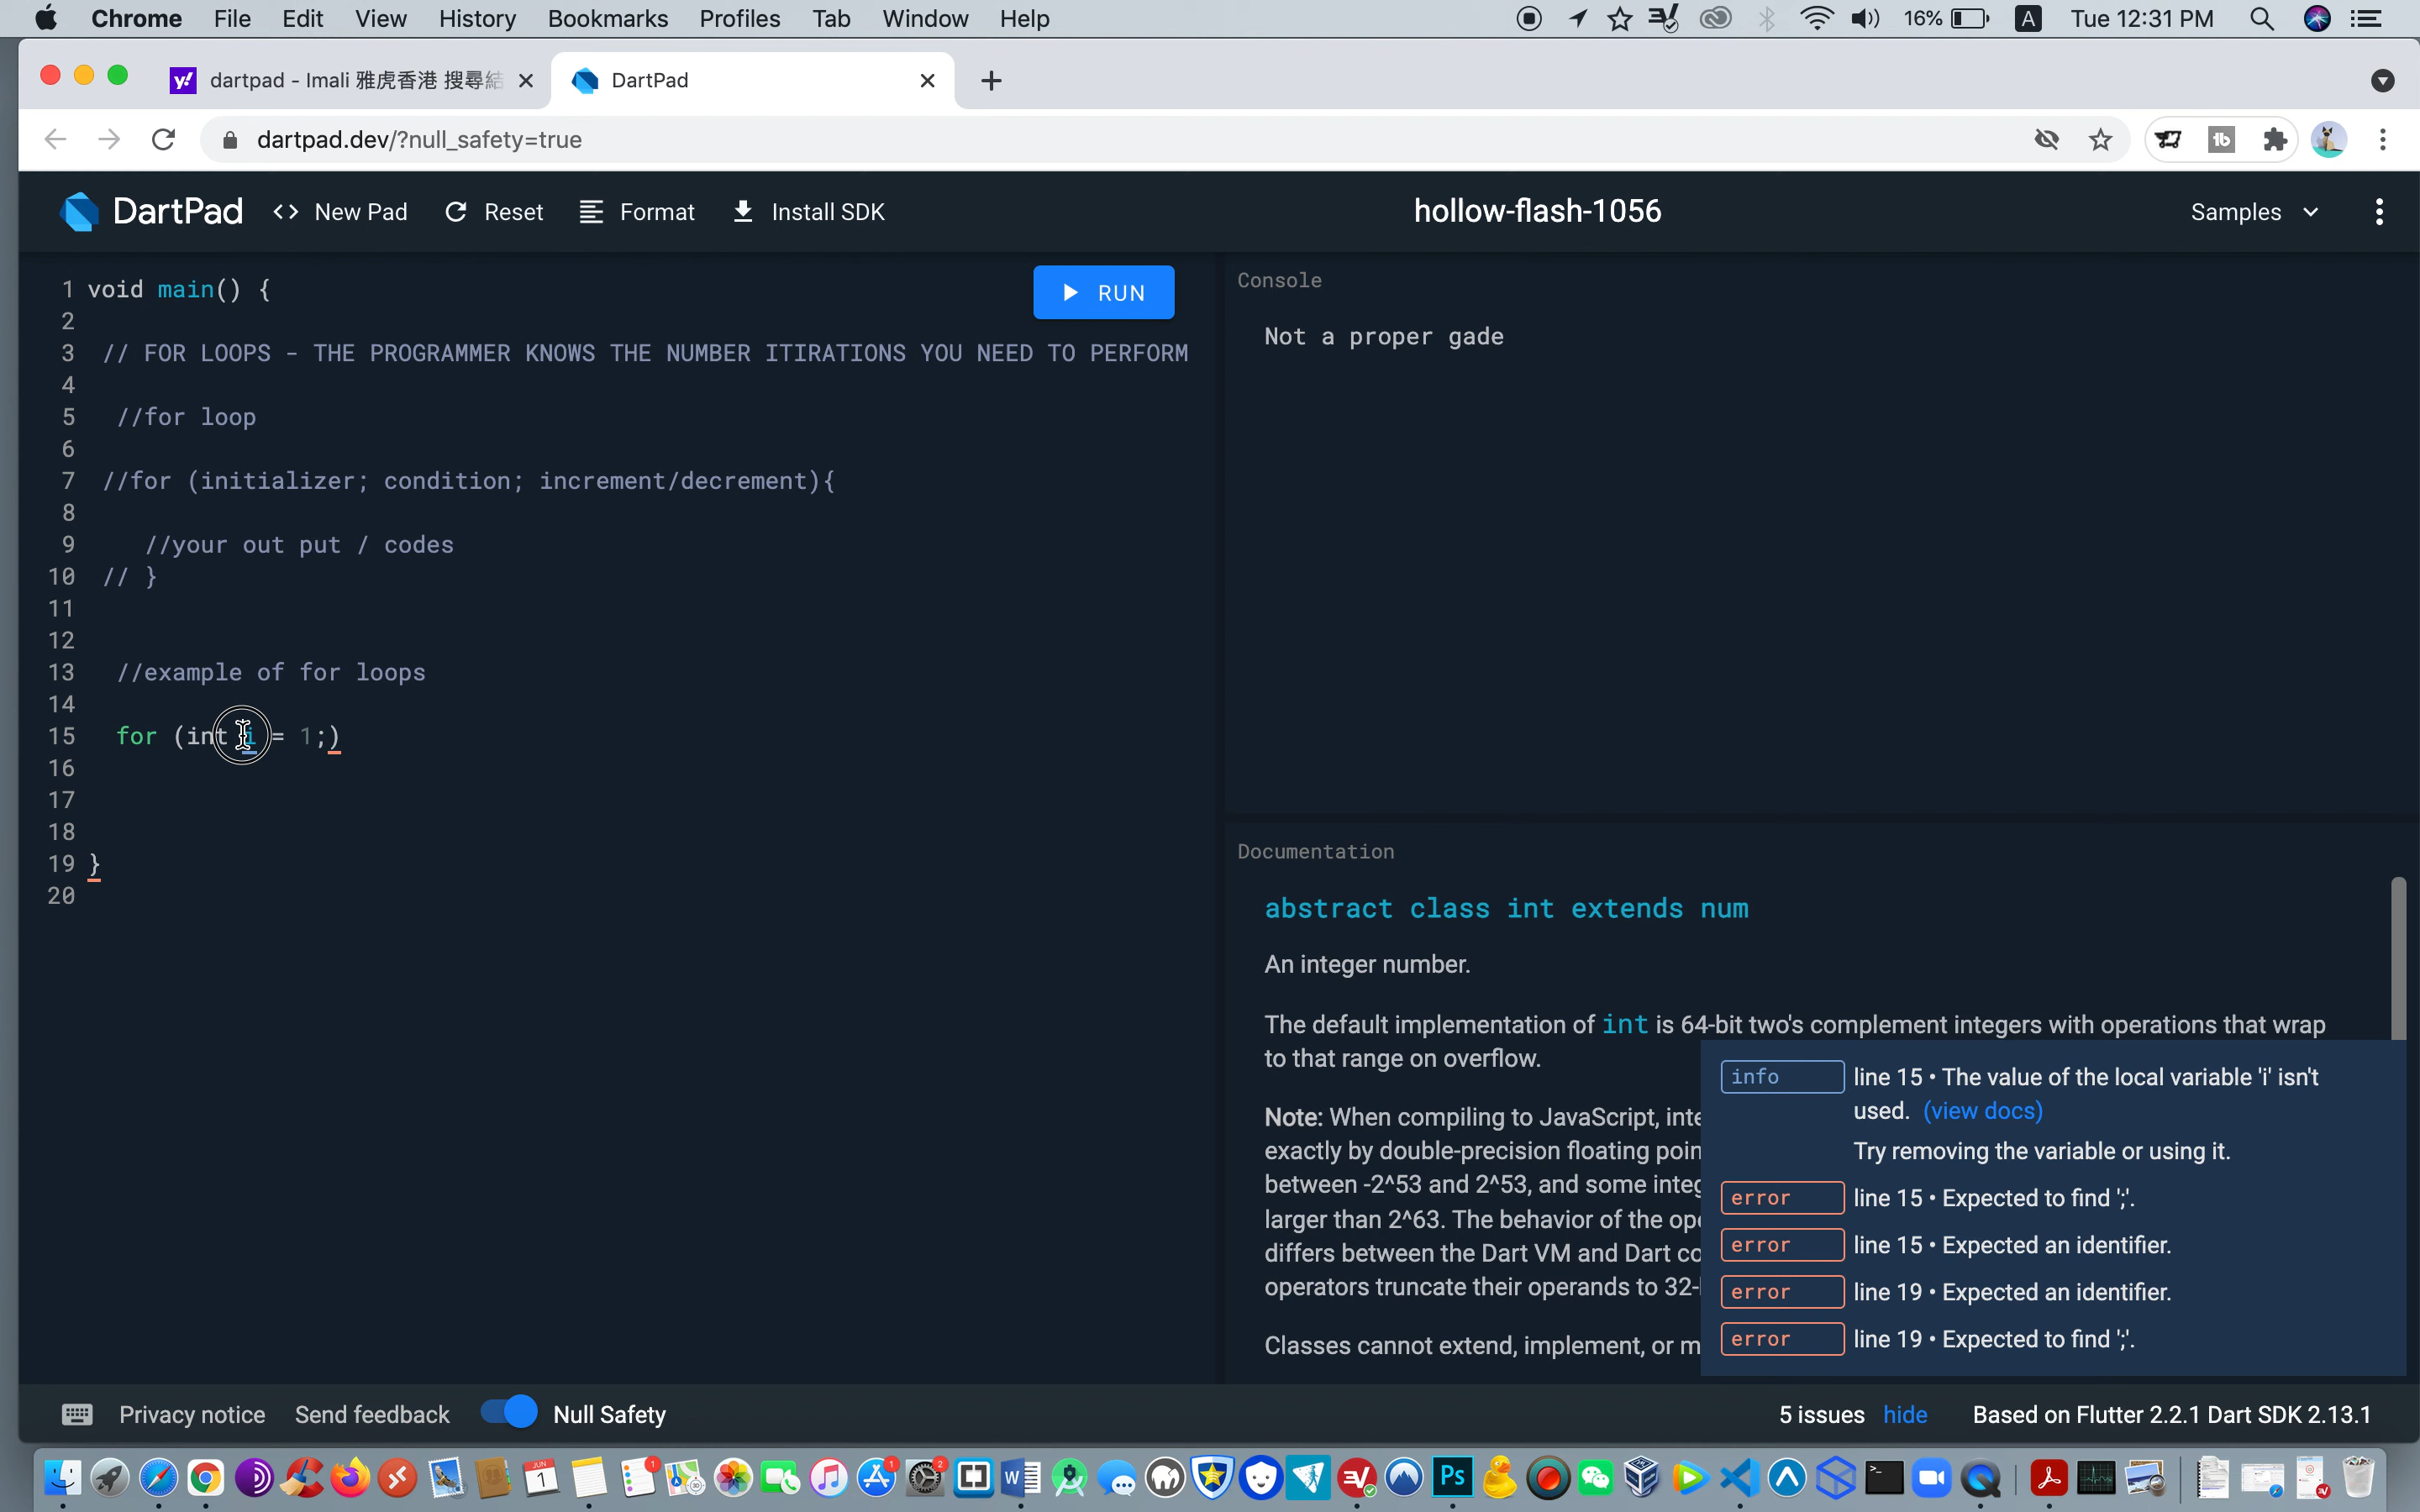 Chrome File Edit View History Bookmarks Profiles Tab Window Help 16% A Tue 12:31 PM
dartpad - Imali 雅虎香港 搜尋結
DartPad
dartpad.dev/?null_safety=true
DartPad <> New Pad Reset Format Install SDK hollow-flash-1056 Samples
RUN
1 void main() {
2
3 // FOR LOOPS - THE PROGRAMMER KNOWS THE NUMBER ITIRATIONS YOU NEED TO PERFORM
4
5 //for loop
6
7 //for (initializer; condition; increment/decrement){
8
9 //your out put / codes
10 // }
11
12
13 //example of for loops
14
15 for (int i = 1;)
16
17
18
19 }
20
Console
Not a proper gade
Documentation
abstract class int extends num
An integer number.
The default implementation of int is 64-bit two's complement integers with operations that wrap
to that range on overflow.
Note: When compiling to JavaScript, inte
exactly by double-precision floating poin
between -2^53 and 2^53, and some integ
larger than 2^63. The behavior of the ope
differs between the Dart VM and Dart co
operators truncate their operands to 32-
Classes cannot extend, implement, or m
info line 15 • The value of the local variable 'i' isn't
used. (view docs)
Try removing the variable or using it.
error line 15 • Expected to find ';'.
error line 15 • Expected an identifier.
error line 19 • Expected an identifier.
error line 19 • Expected to find ';'.
Privacy notice Send feedback Null Safety 5 issues hide Based on Flutter 2.2.1 Dart SDK 2.13.1
JUN
1
1
1
2
W
Ps